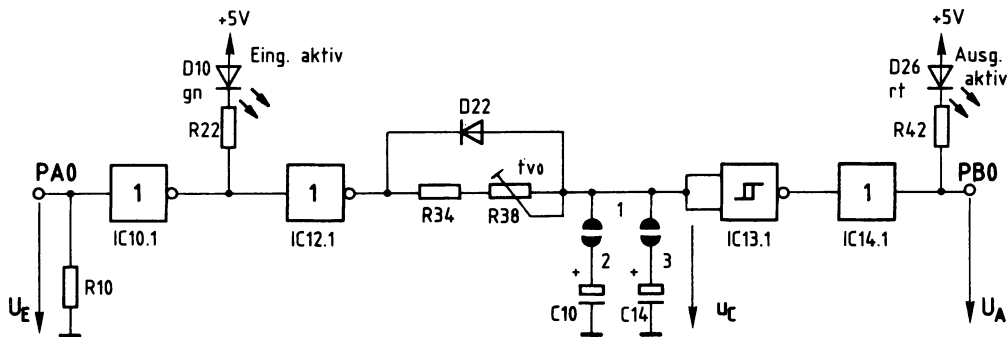 +5V
D10
gn
Eing. aktiv
R22
+5V
D26
rt
Ausg.
aktiv
R42
D22
PA0
1
IC10.1
1
IC12.1
R34
tv0
R38
1
2
3
+
C10
+
C14
IC13.1
1
IC14.1
PB0
R10
UE
uC
UA